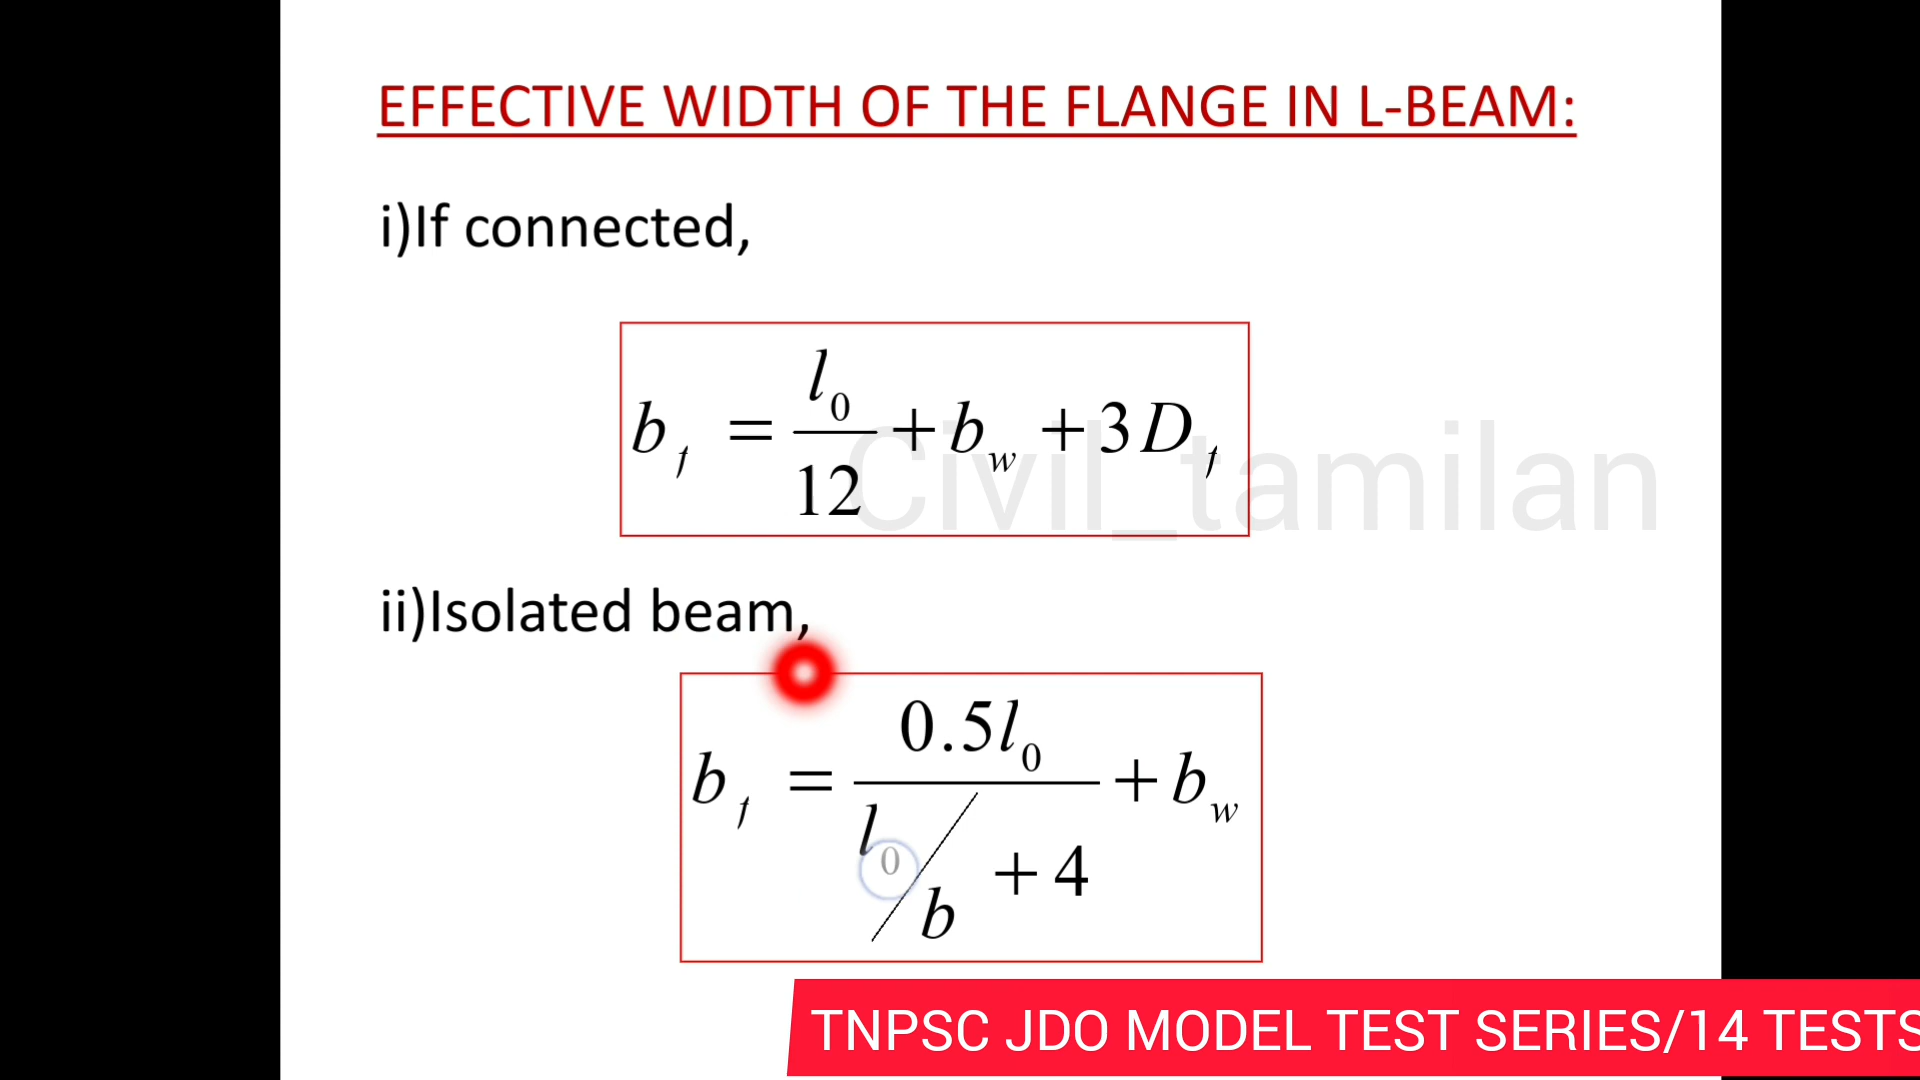 EFFECTIVE WIDTH OF THE FLANGE IN L-BEAM:
i)If connected,
b_f = l_0/12 + b_w + 3D_f
Civil_tamilan
ii)Isolated beam,
b_f = 0.5l_0/(l_0/b + 4) + b_w
TNPSC JDO MODEL TEST SERIES/14 TESTS